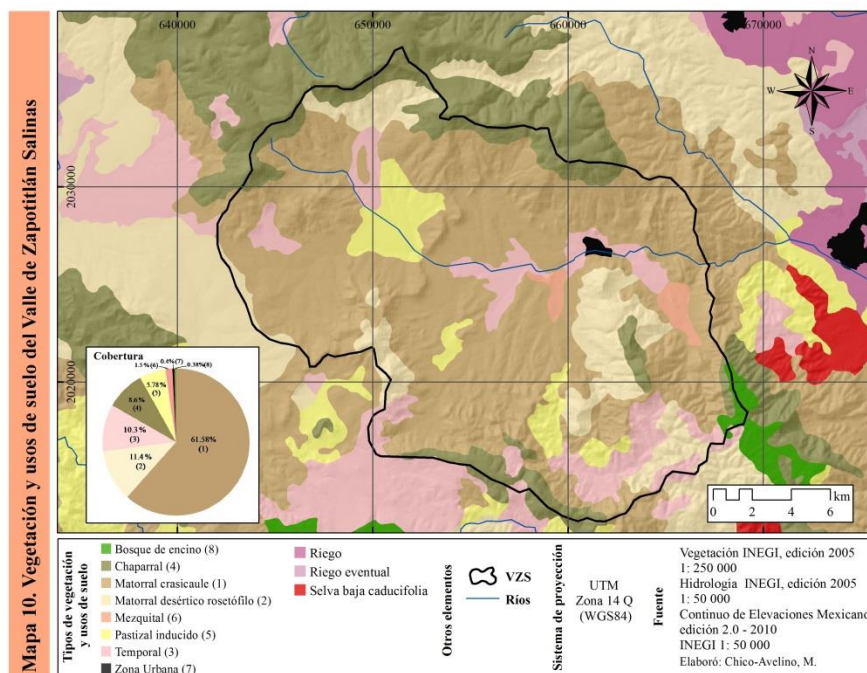 Mapa 10. Vegetación y usos de suelo del Valle de Zapotitlán Salinas
640000
650000
660000
670000
2030000
2020000
N
W
E
S
Cobertura
1.5 % (6)
0.4% (7)
0.38% (8)
5.78%
(5)
8.6%
(4)
10.3 %
(3)
11.4 %
(2)
61.58%
(1)
0
2
4
6
km
Tipos de vegetación
y usos de suelo
Bosque de encino (8)
Chaparral (4)
Matorral crasicaule (1)
Matorral desértico rosetófilo (2)
Mezquital (6)
Pastizal inducido (5)
Temporal (3)
Zona Urbana (7)
Riego
Riego eventual
Selva baja caducifolia
Otros elementos
VZS
Ríos
Sistema de proyección
UTM
Zona 14 Q
(WGS84)
Fuente
Vegetación INEGI, edición 2005
1: 250 000
Hidrología INEGI, edición 2005
1: 50 000
Continuo de Elevaciones Mexicano
edición 2.0 - 2010
INEGI 1: 50 000
Elaboró: Chico-Avelino, M.